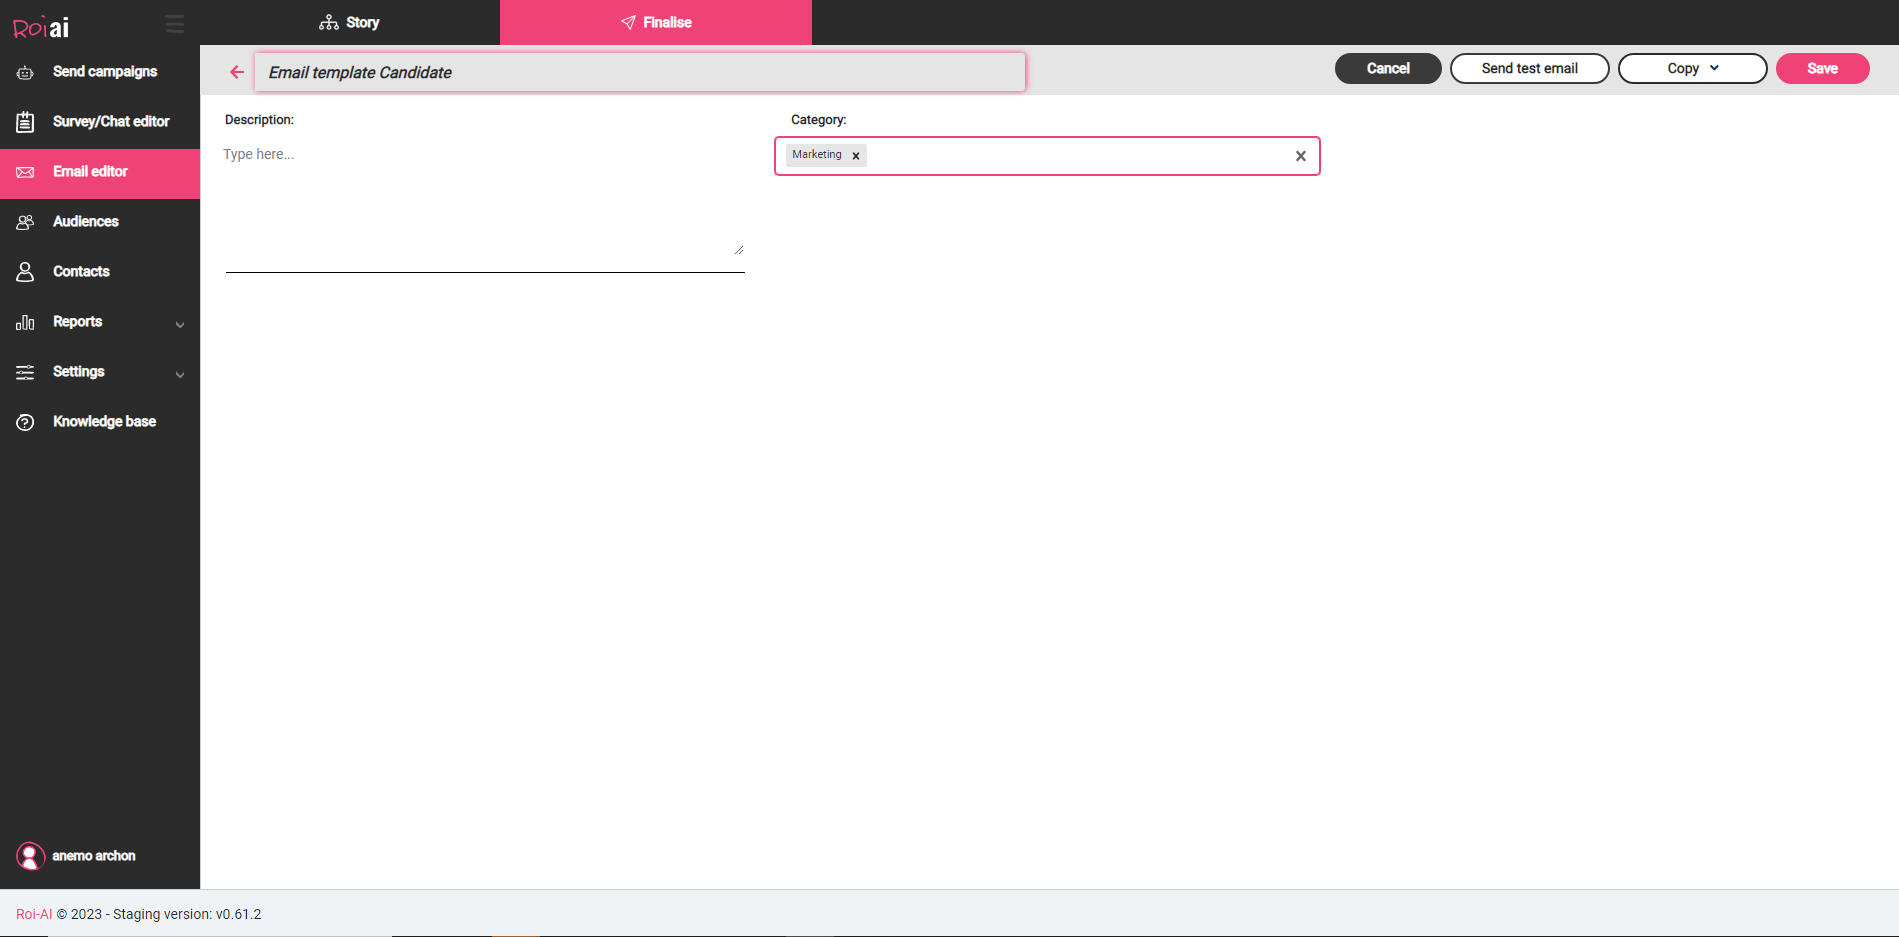 Roi ai
Story
Finalise
Send campaigns
Survey/Chat editor
Email editor
Audiences
Contacts
Reports
Settings
Knowledge base
anemo archon
Email template Candidate
Cancel
Send test email
Copy
Save
Description:
Type here...
Category:
Marketing
Roi-AI © 2023 - Staging version: v0.61.2